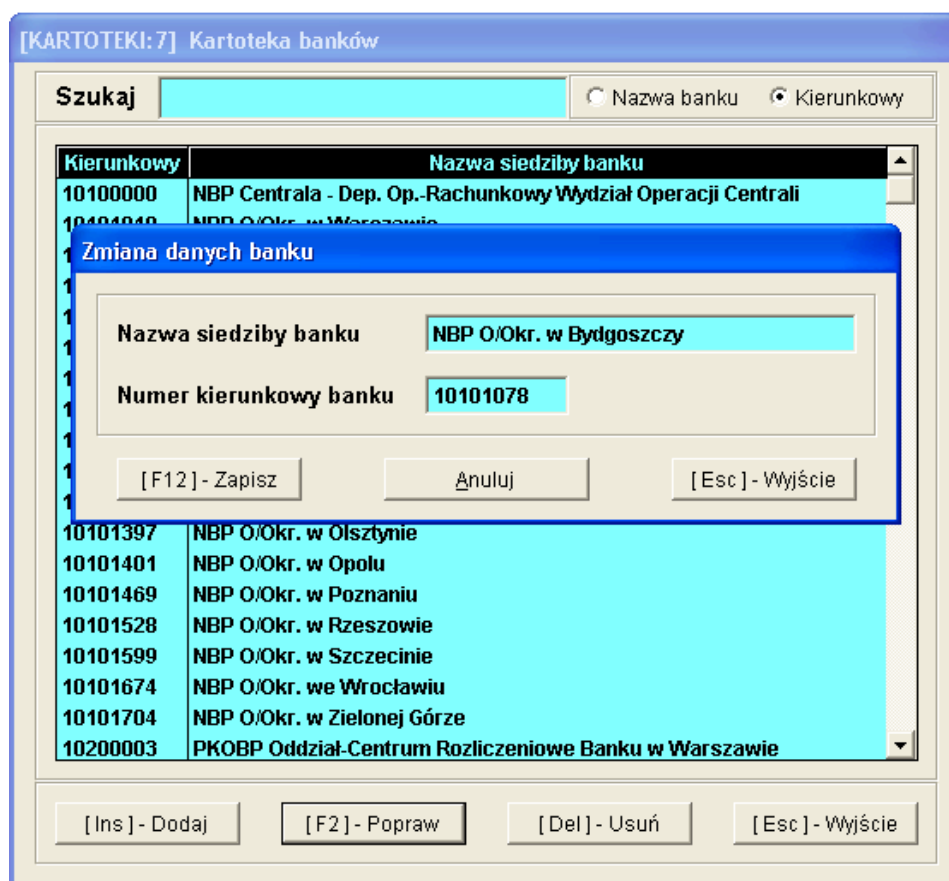 [KARTOTEKI:7] Kartoteka banków
Szukaj Nazwa banku Kierunkowy
Kierunkowy Nazwa siedziby banku
10100000 NBP Centrala - Dep. Op.-Rachunkowy Wydział Operacji Centrali
NBP O/Okr. w Warszawie
Zmiana danych banku
Nazwa siedziby banku NBP O/Okr. w Bydgoszczy
Numer kierunkowy banku 10101078
[F12]- Zapisz Anuluj [Esc]- Wyjście
10101397 NBP O/Okr. w Olsztynie
10101401 NBP O/Okr. w Opolu
10101469 NBP O/Okr. w Poznaniu
10101528 NBP O/Okr. w Rzeszowie
10101599 NBP O/Okr. w Szczecinie
10101674 NBP O/Okr. we Wrocławiu
10101704 NBP O/Okr. w Zielonej Górze
10200003 PKOBP Oddział-Centrum Rozliczeniowe Banku w Warszawie
[Ins]- Dodaj [F2]- Popraw [Del]- Usuń [Esc]- Wyjście